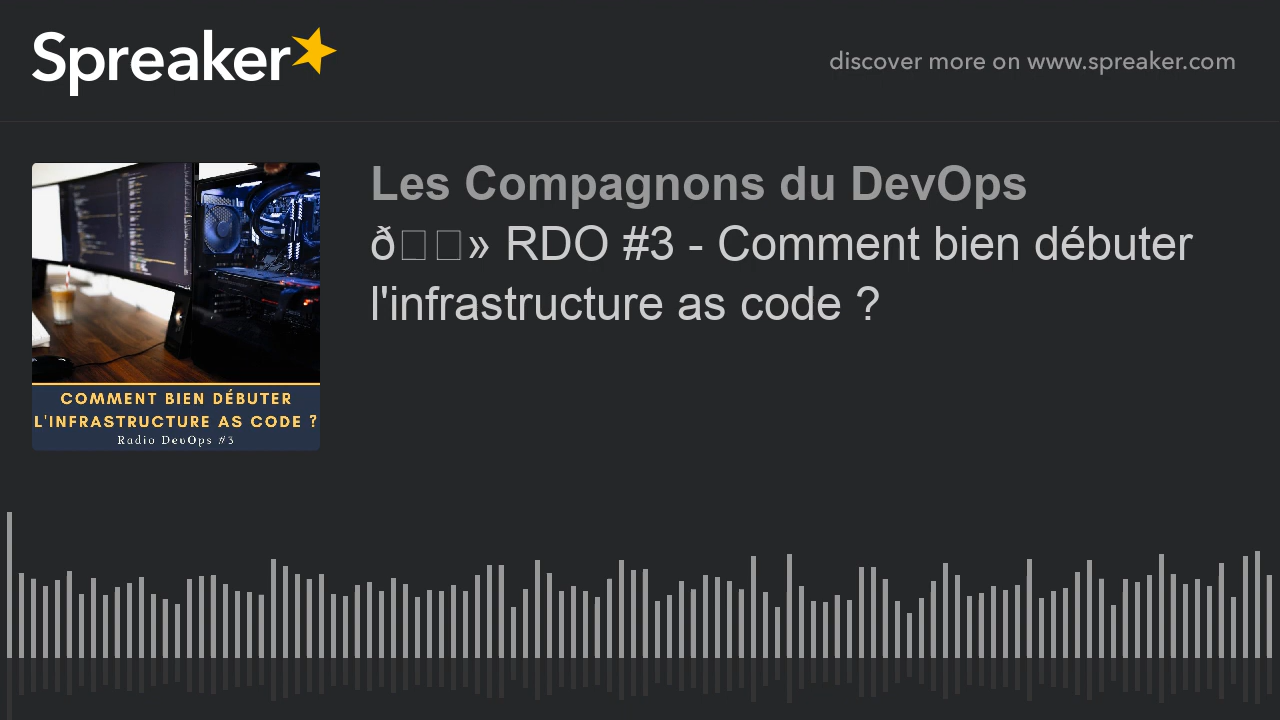 Spreaker
discover more on www.spreaker.com
Les Compagnons du DevOps
ð□□» RDO #3 - Comment bien débuter
l'infrastructure as code ?
COMMENT BIEN DÉBUTER
L'INFRASTRUCTURE AS CODE ?
Radio DevOps #3